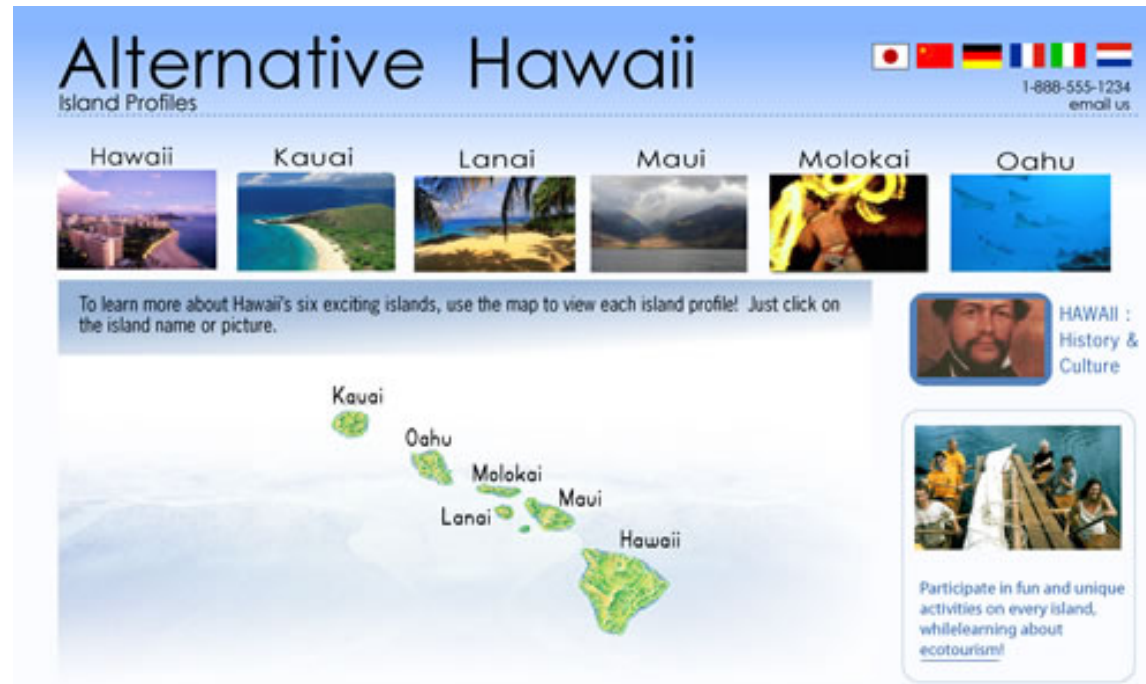 Alternative Hawaii
Island Profiles
1-888-555-1234
email us
Hawaii
Kauai
Lanai
Maui
Molokai
Oahu
To learn more about Hawaii's six exciting islands, use the map to view each island profile! Just click on
the island name or picture.
HAWAII :
History &
Culture
Kauai
Oahu
Molokai
Maui
Lanai
Hawaii
Participate in fun and unique
activities on every island,
whilelearning about
ecotourism!